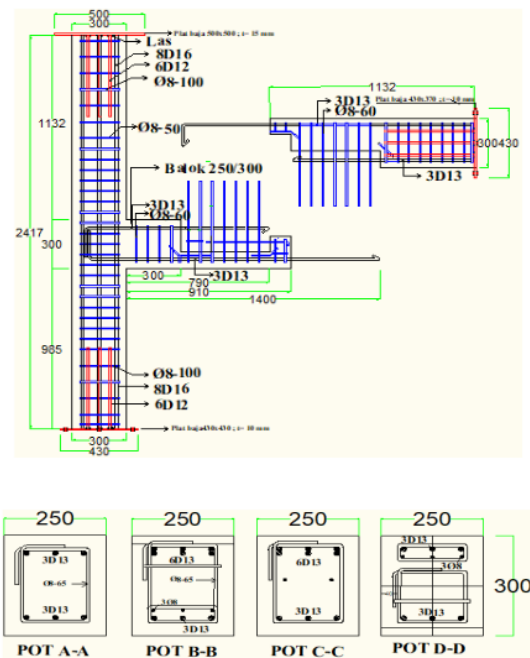 500
300
Plat baja 500x500 ; t= 15 mm
Las
8D16
6D12
Ø8-100
1132
Ø8-50
1132
3D13
Plat baja 430x370 ; t= 10 mm
Ø8-60
300
430
3D13
Balok 250/300
3D13
Ø8-60
2417
300
3D13
300
790
910
1400
985
Ø8-100
8D16
6D12
Plat baja430x430 ; t= 10 mm
300
430
250
250
250
250
3D13
Ø8-65
3D13
POT A-A
6D13
Ø8-65
3Ø8
3D13
POT B-B
6D13
3D13
POT C-C
3D13
3Ø8
3D13
300
POT D-D